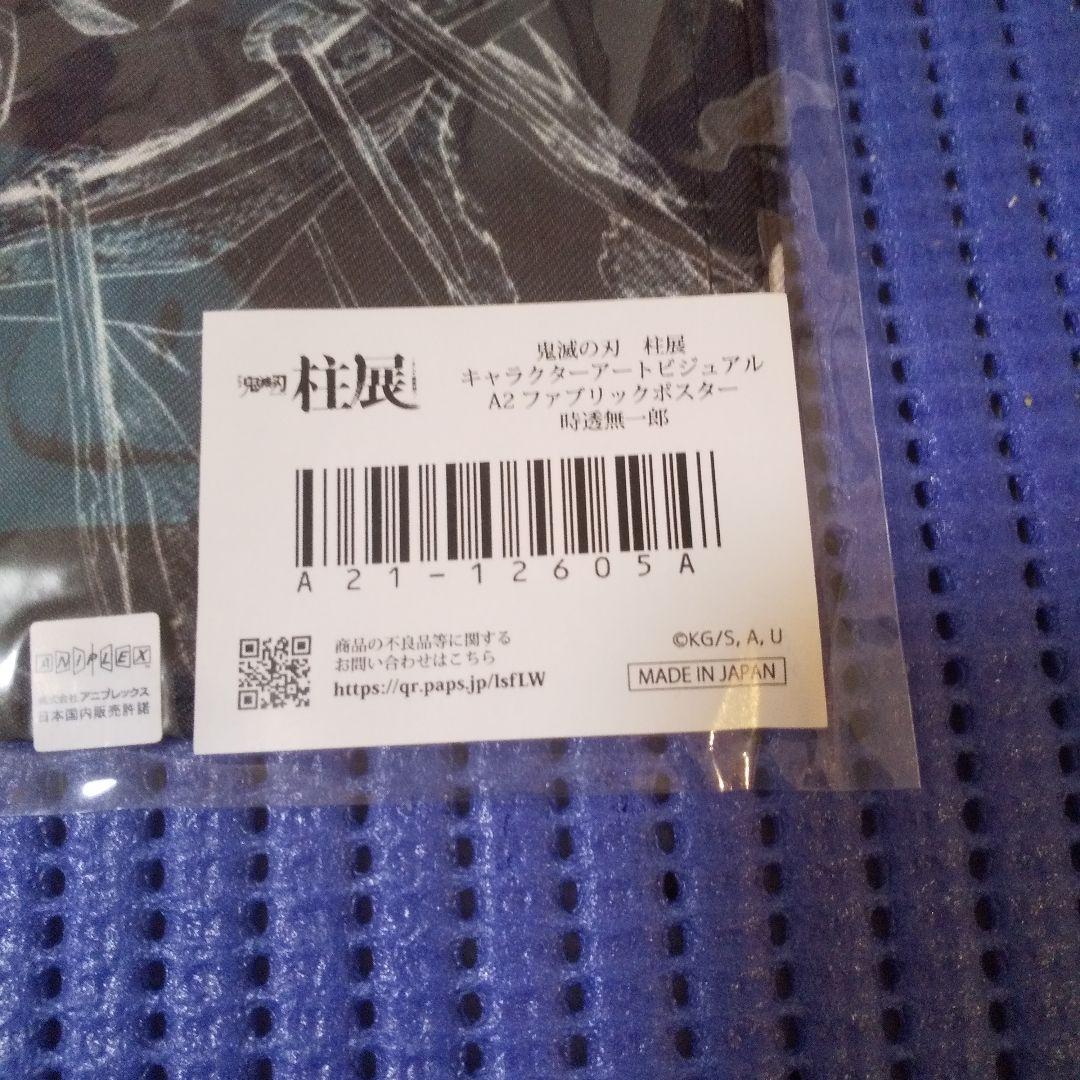 鬼滅の刃
柱展
鬼滅の刃 柱展
キャラクターアートビジュアル
A2ファブリックポスター
時透無一郎
A21-12605A
商品の不良品等に関する
お問い合わせはこちら
https://qr.paps.jp/lsfLW
©KG/S, A, U
MADE IN JAPAN
ANIPLEX
株式会社アニプレックス
日本国内販売許諾